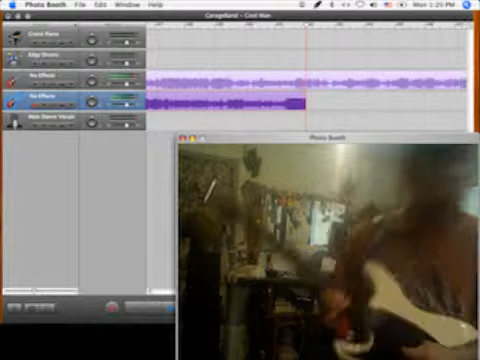 Photo Booth File Edit Window Help Mon 1:20 PM
GarageBand - Cool Man
Grand Piano
Edgy Drums
No Effects
No Effects
Male Dance Vocals
Photo Booth